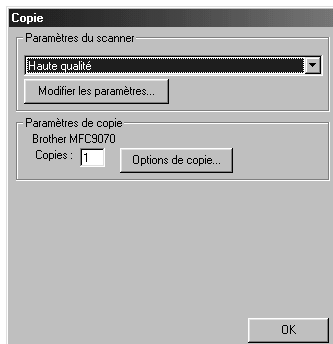 Copie
Paramètres du scanner
Haute qualité
Modifier les paramètres...
Paramètres de copie
Brother MFC9070
Copies : 1 Options de copie...
OK